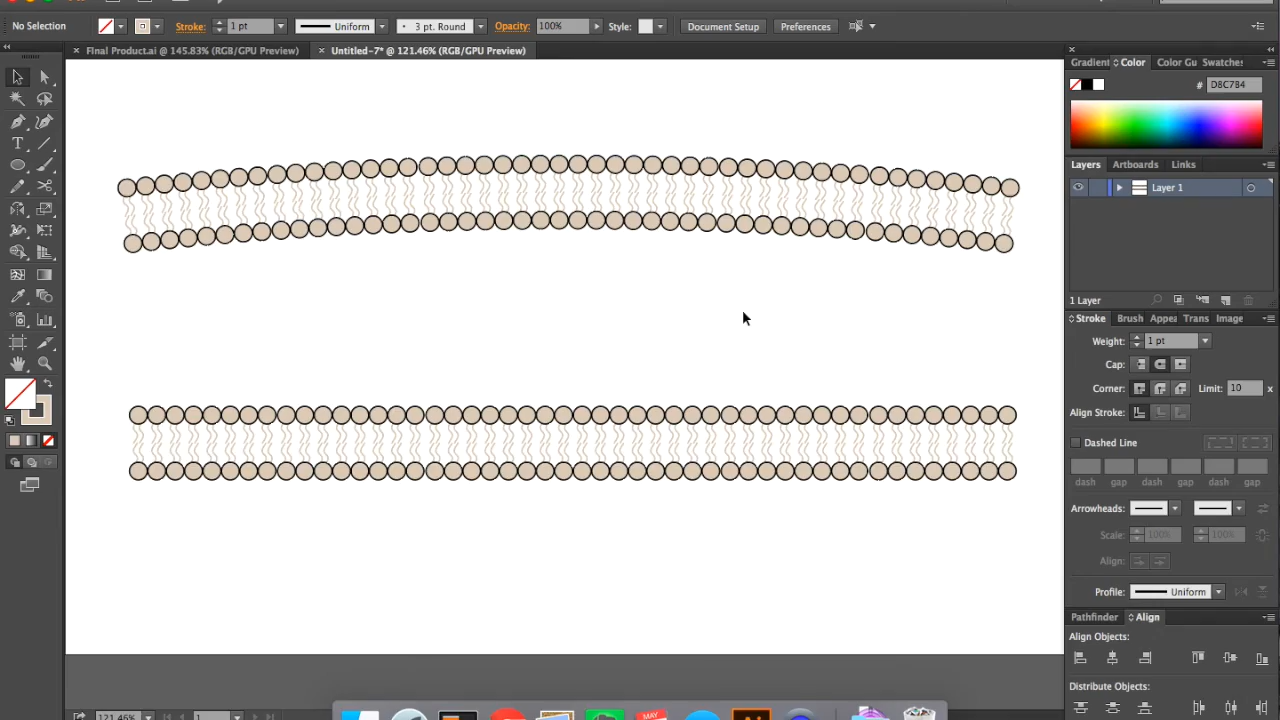 No Selection Stroke: 1 pt Uniform 3 pt. Round Opacity: 100% Style: Document Setup Preferences
× FInal Product.ai @ 145.83% (RGB/GPU Preview) × Untitled-7* @ 121.46% (RGB/GPU Preview)
Gradient Color Color Gu Swatches
# D8C7B4
Layers Artboards Links
Layer 1
1 Layer
Stroke Brush Appea Trans Image
Weight: 1 pt
Cap:
Corner: Limit: 10 x
Align Stroke:
Dashed Line
dash gap dash gap dash gap
Arrowheads:
Scale: 100% 100%
Align:
Profile: Uniform
Pathfinder Align
Align Objects:
Distribute Objects:
121.46% 1
MAY